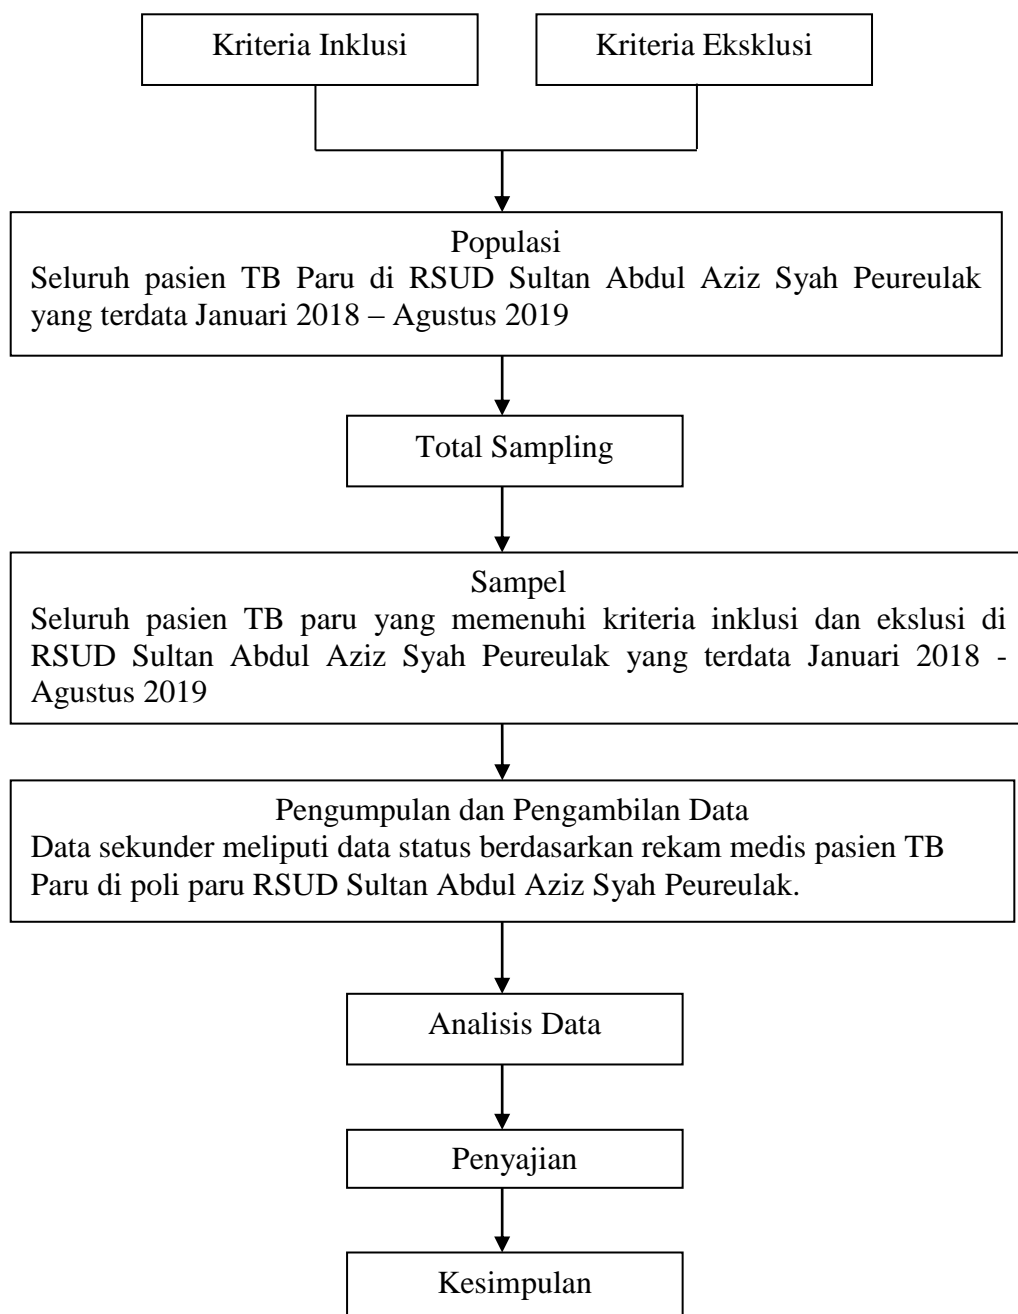 Kriteria Inklusi
Kriteria Eksklusi
Populasi
Seluruh pasien TB Paru di RSUD Sultan Abdul Aziz Syah Peureulak
yang terdata Januari 2018 – Agustus 2019
Total Sampling
Sampel
Seluruh pasien TB paru yang memenuhi kriteria inklusi dan ekslusi di
RSUD Sultan Abdul Aziz Syah Peureulak yang terdata Januari 2018 -
Agustus 2019
Pengumpulan dan Pengambilan Data
Data sekunder meliputi data status berdasarkan rekam medis pasien TB
Paru di poli paru RSUD Sultan Abdul Aziz Syah Peureulak.
Analisis Data
Penyajian
Kesimpulan